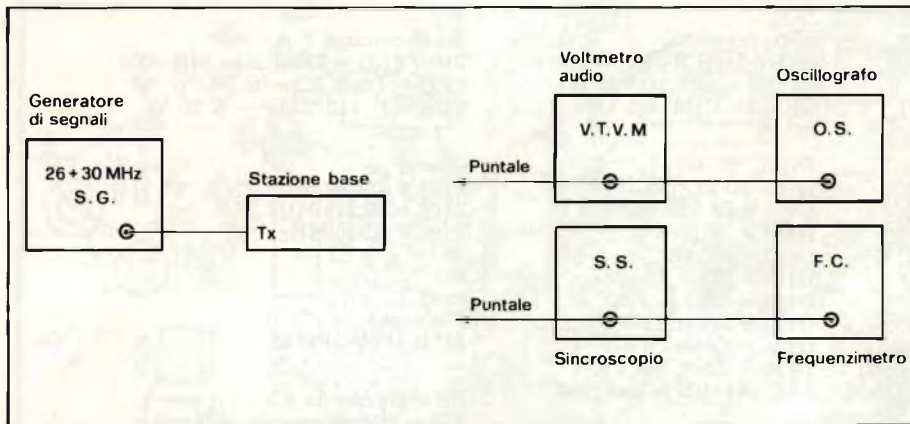 Generatore
di segnali
26+30 MHz
S.G.
Stazione base
Tx
Voltmetro
audio
V.T.V.M
Puntale
Oscillografo
O.S.
S.S.
Puntale
Sincroscopio
F.C.
Frequenzimetro